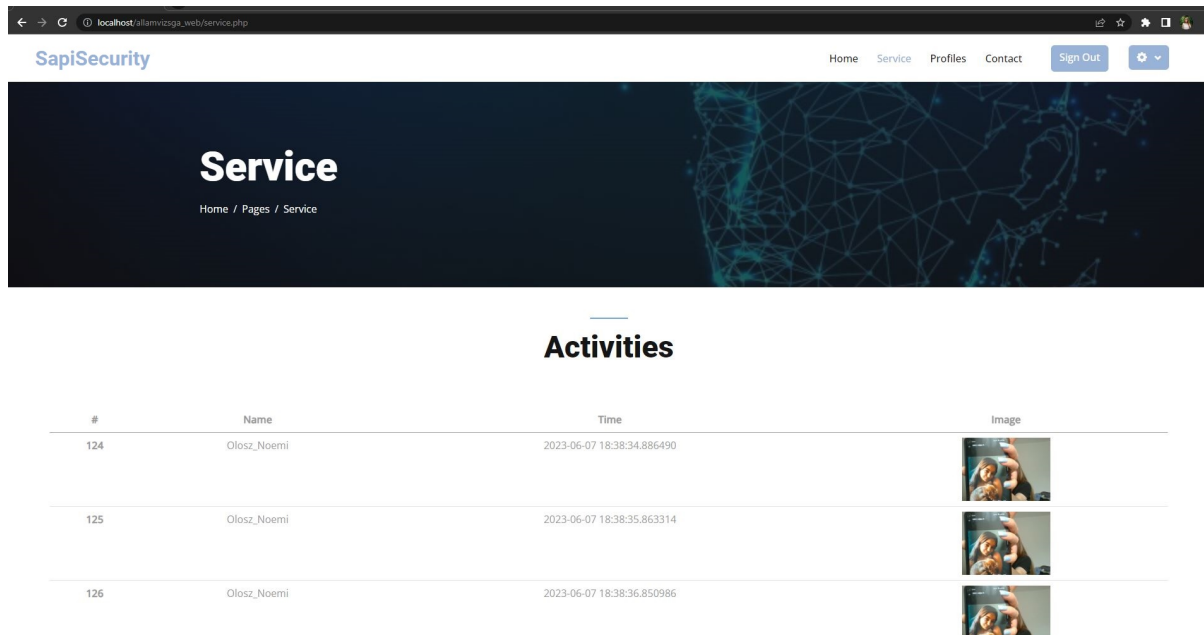 localhost/allamvizsga_web/service.php
SapiSecurity
Home Service Profiles Contact Sign Out
Service
Home / Pages / Service
Activities
# Name Time Image
124 Olosz_Noemi 2023-06-07 18:38:34.886490
125 Olosz_Noemi 2023-06-07 18:38:35.863314
126 Olosz_Noemi 2023-06-07 18:38:36.850986